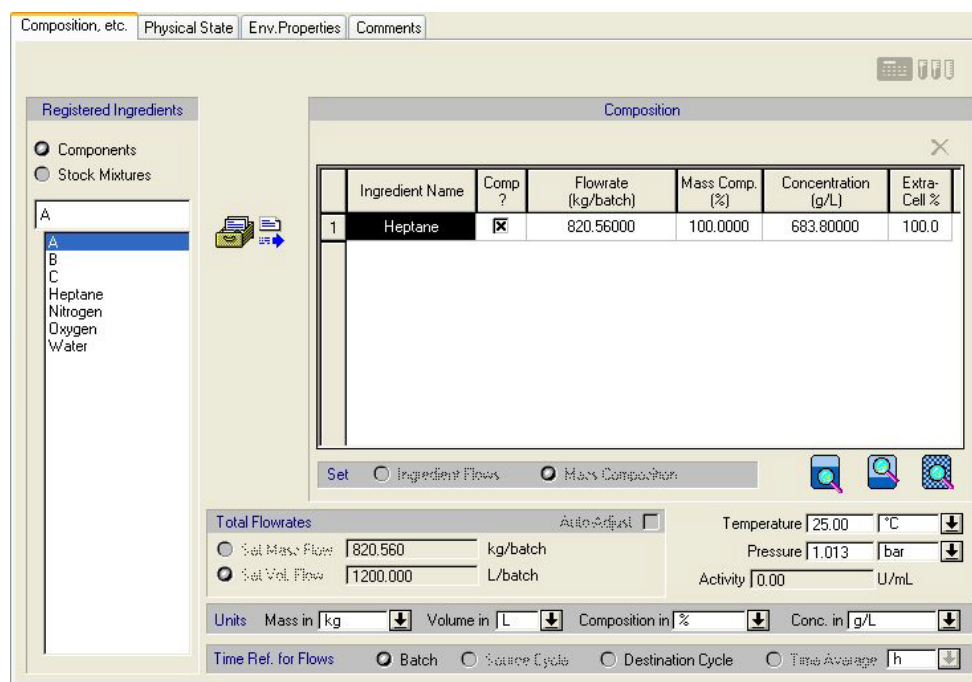 Composition, etc. Physical State Env.Properties Comments
Registered Ingredients
Components
Stock Mixtures
A
A
B
C
Heptane
Nitrogen
Oxygen
Water
Composition
Ingredient Name Comp ? Flowrate (kg/batch) Mass Comp. (%) Concentration (g/L) Extra-Cell %
1 Heptane 820.56000 100.0000 683.80000 100.0
Set Ingredient Flows Mass Composition
Total Flowrates Auto-Adjust
Set Mass Flow 820.560 kg/batch
Set Vol. Flow 1200.000 L/batch
Temperature 25.00 °C
Pressure 1.013 bar
Activity 0.00 U/mL
Units Mass in kg Volume in L Composition in % Conc. in g/L
Time Ref. for Flows Batch Source Cycle Destination Cycle Time Average h